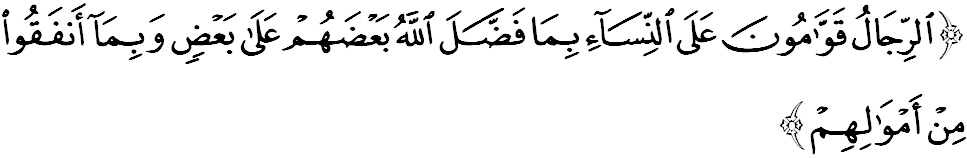 ﴿ٱلرِّجَالُ قَوَّٰمُونَ عَلَى ٱلنِّسَآءِ بِمَا فَضَّلَ ٱللَّهُ بَعۡضَهُمۡ عَلَىٰ بَعۡضٖ وَبِمَآ أَنفَقُواْ
مِنۡ أَمۡوَٰلِهِمۡ﴾